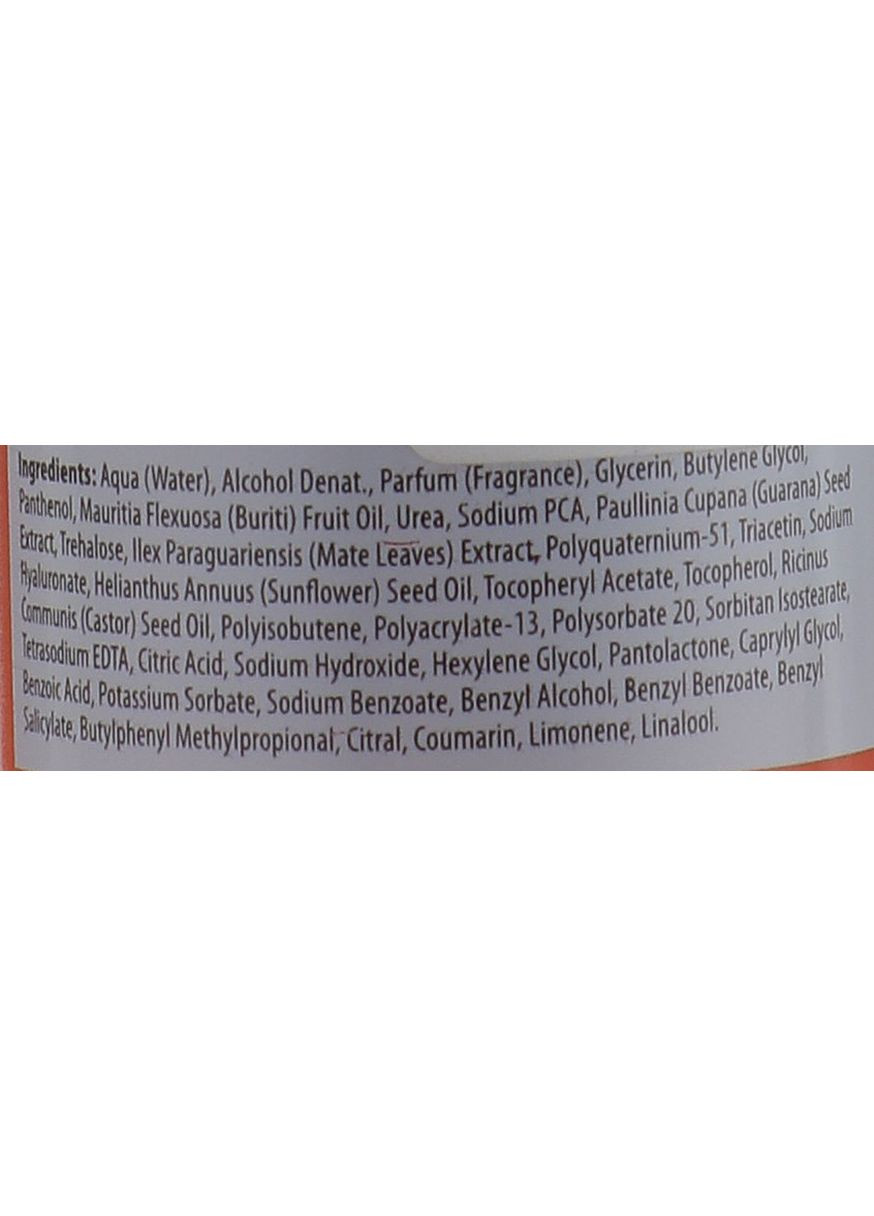 Ingredients: Aqua (Water), Alcohol Denat., Parfum (Fragrance), Glycerin, Butylene Glycol,
Panthenol, Mauritia Flexuosa (Buriti) Fruit Oil, Urea, Sodium PCA, Paullinia Cupana (Guarana) Seed
Extract, Trehalose, Ilex Paraguariensis (Mate Leaves) Extract, Polyquaternium-51, Triacetin, Sodium
Hyaluronate, Helianthus Annuus (Sunflower) Seed Oil, Tocopheryl Acetate, Tocopherol, Ricinus
Communis (Castor) Seed Oil, Polyisobutene, Polyacrylate-13, Polysorbate 20, Sorbitan Isostearate,
Tetrasodium EDTA, Citric Acid, Sodium Hydroxide, Hexylene Glycol, Pantolactone, Caprylyl Glycol,
Benzoic Acid, Potassium Sorbate, Sodium Benzoate, Benzyl Alcohol, Benzyl Benzoate, Benzyl
Salicylate, Butylphenyl Methylpropional, Citral, Coumarin, Limonene, Linalool.